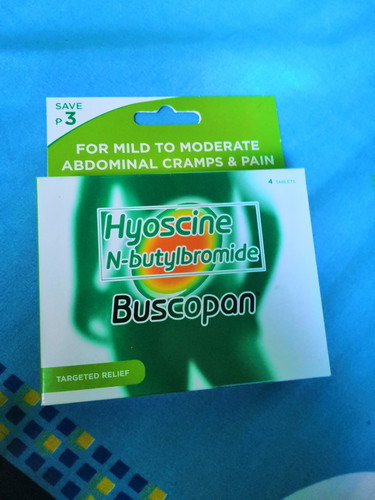 SAVE
P 3
FOR MILD TO MODERATE
ABDOMINAL CRAMPS & PAIN
4 TABLETS
Hyoscine
N-butylbromide
Buscopan
TARGETED RELIEF